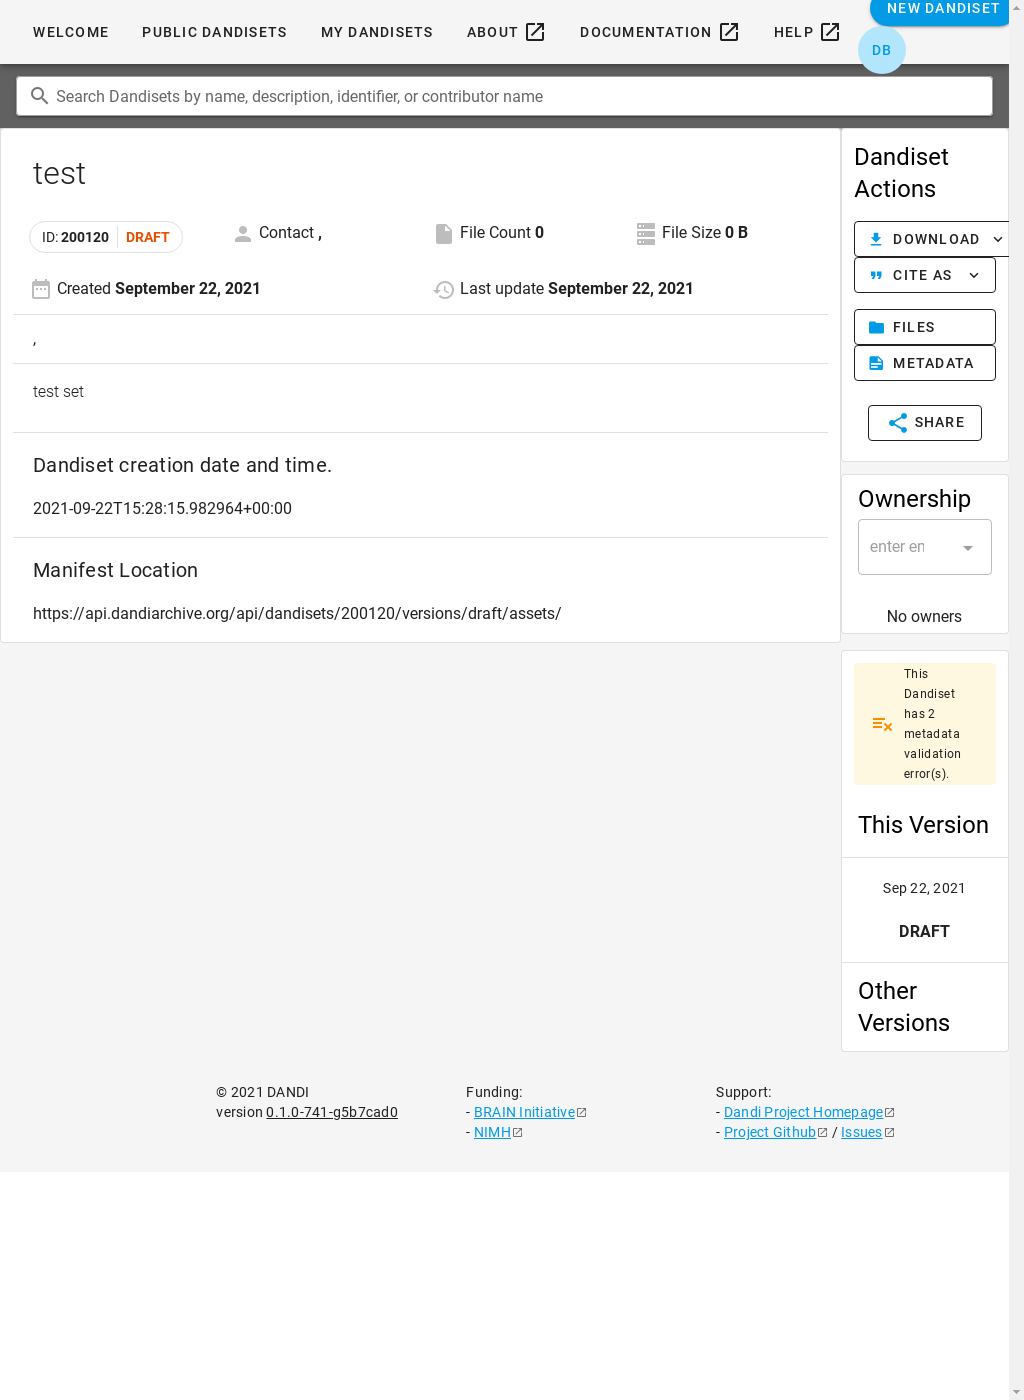 WELCOME PUBLIC DANDISETS MY DANDISETS ABOUT DOCUMENTATION HELP NEW DANDISET
DB
Search Dandisets by name, description, identifier, or contributor name
test
ID: 200120 DRAFT Contact , File Count 0 File Size 0 B
Created September 22, 2021 Last update September 22, 2021
,
test set
Dandiset creation date and time.
2021-09-22T15:28:15.982964+00:00
Manifest Location
https://api.dandiarchive.org/api/dandisets/200120/versions/draft/assets/
Dandiset
Actions
DOWNLOAD
CITE AS
FILES
METADATA
SHARE
Ownership
enter en
No owners
This
Dandiset
has 2
metadata
validation
error(s).
This Version
Sep 22, 2021
DRAFT
Other
Versions
© 2021 DANDI
version 0.1.0-741-g5b7cad0
Funding:
- BRAIN Initiative
- NIMH
Support:
- Dandi Project Homepage
- Project Github / Issues